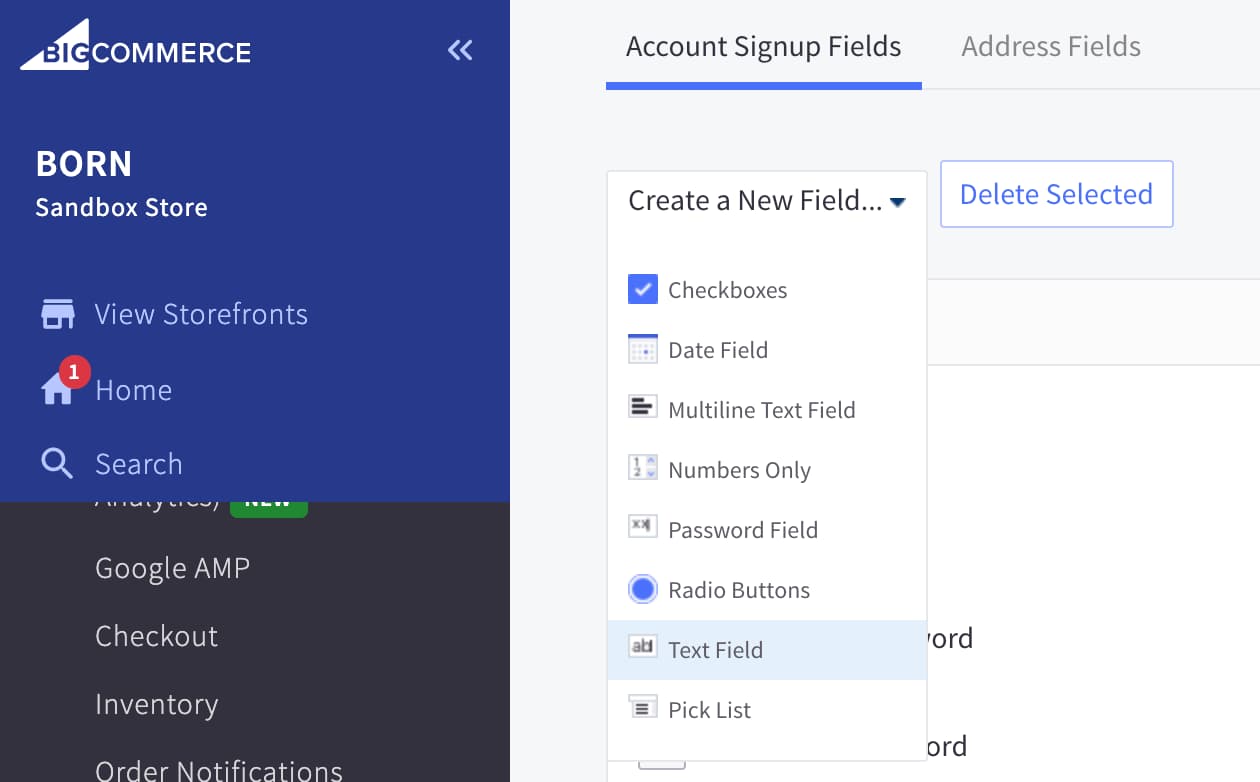 BIGCOMMERCE
BORN
Sandbox Store
View Storefronts
1
Home
Search
Analytics) NEW
Google AMP
Checkout
Inventory
Order Notifications
Account Signup Fields
Address Fields
Create a New Field...
Delete Selected
Checkboxes
Date Field
Multiline Text Field
Numbers Only
Password Field
Radio Buttons
Text Field
Pick List
ord